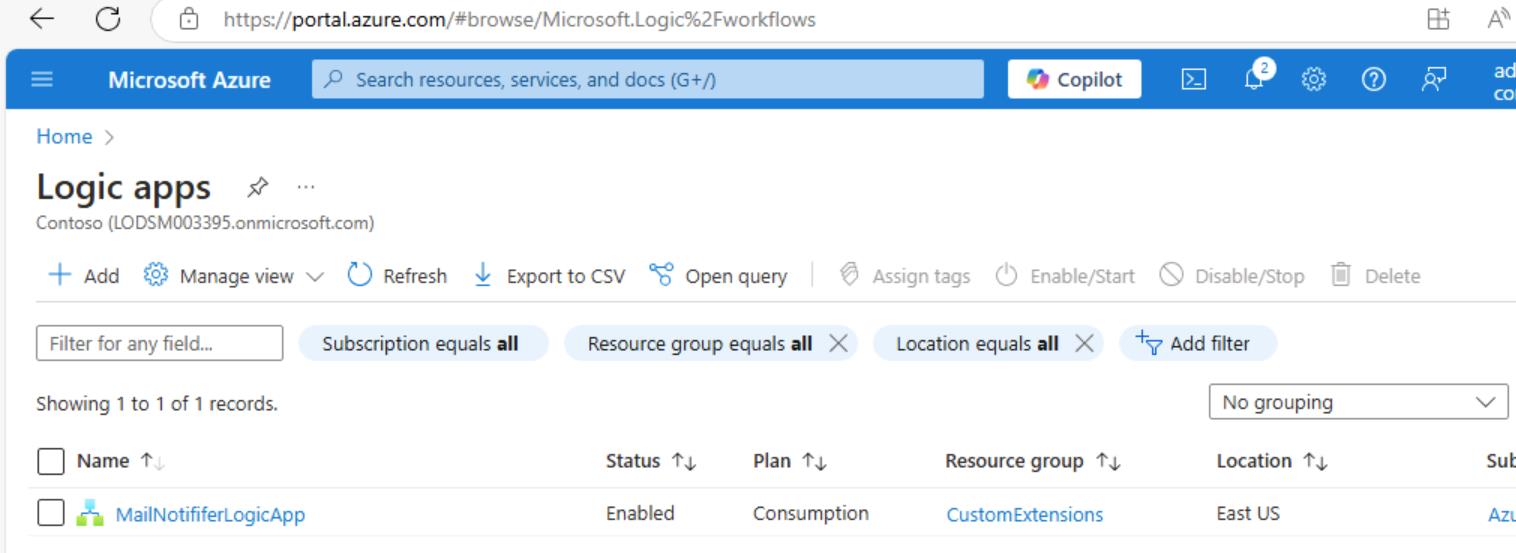 https://portal.azure.com/#browse/Microsoft.Logic%2Fworkflows
Microsoft Azure Search resources, services, and docs (G+/) Copilot 2 ad
co
Home >
Logic apps ...
Contoso (LODSM003395.onmicrosoft.com)
Add Manage view Refresh Export to CSV Open query Assign tags Enable/Start Disable/Stop Delete
Filter for any field... Subscription equals all Resource group equals all Location equals all Add filter
Showing 1 to 1 of 1 records. No grouping
Name Status Plan Resource group Location Sub
MailNotififerLogicApp Enabled Consumption CustomExtensions East US Azu